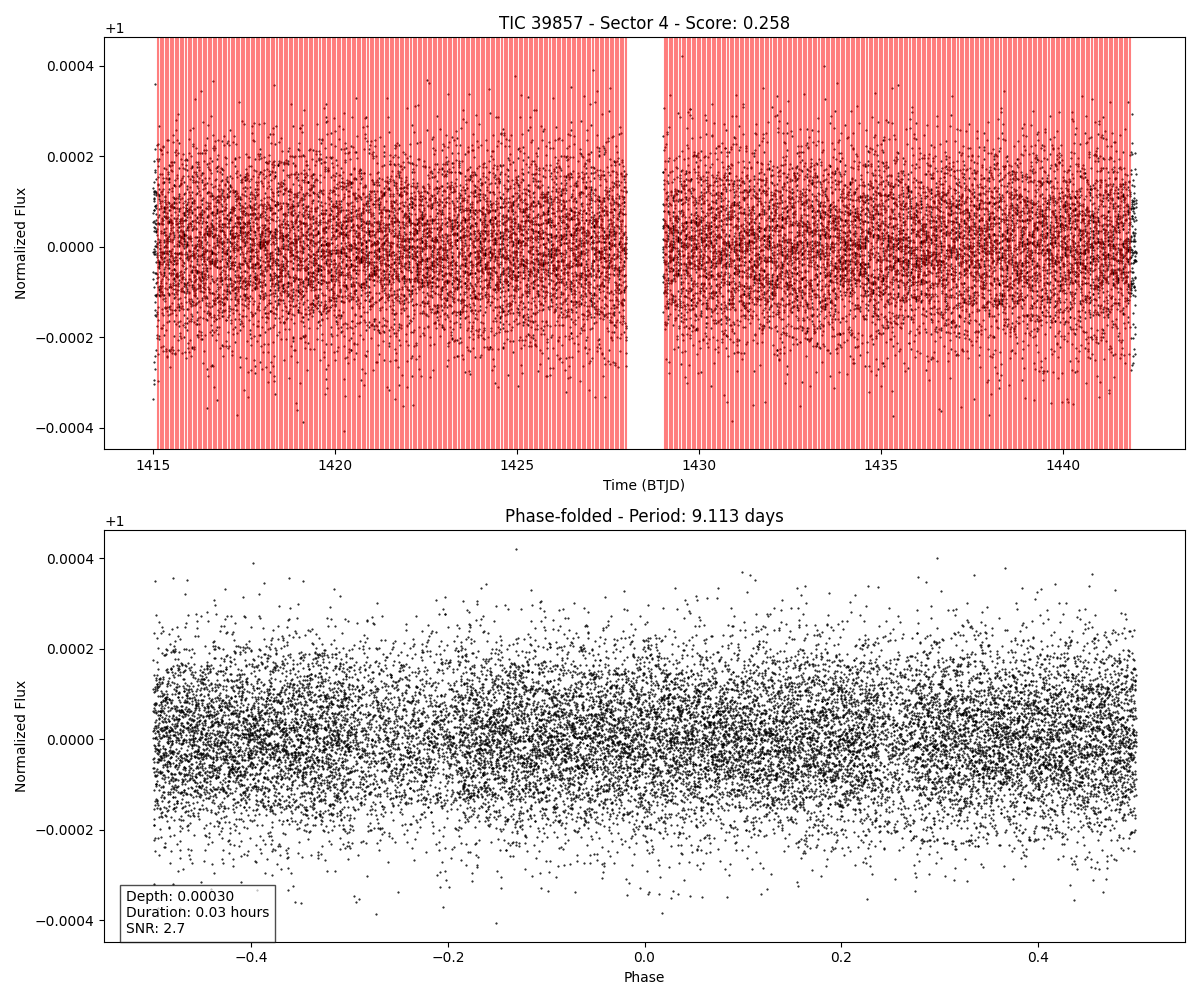 TIC 39857 - Sector 4 - Score: 0.258
+1
0.0004
0.0002
0.0000
−0.0002
−0.0004
Normalized Flux
1415
1420
1425
1430
1435
1440
Time (BTJD)
Phase-folded - Period: 9.113 days
+1
0.0004
0.0002
0.0000
−0.0002
−0.0004
Normalized Flux
Depth: 0.00030
Duration: 0.03 hours
SNR: 2.7
−0.4
−0.2
0.0
0.2
0.4
Phase